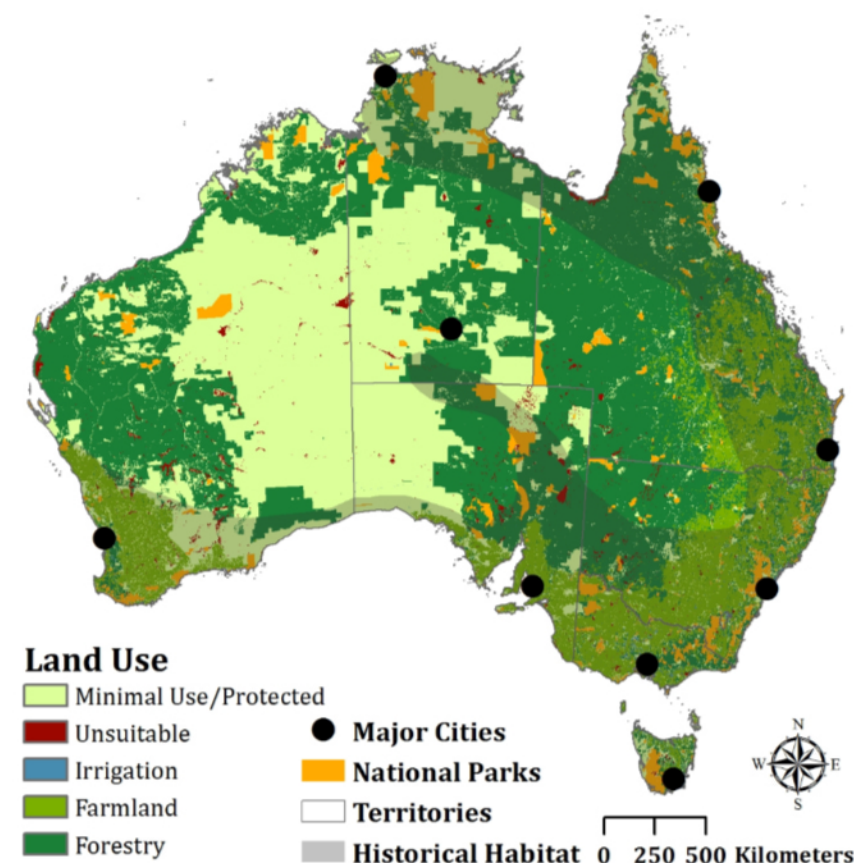 N
W E
S
Land Use
Minimal Use/Protected
Unsuitable
Irrigation
Farmland
Forestry
Major Cities
National Parks
Territories
Historical Habitat
0 250 500 Kilometers